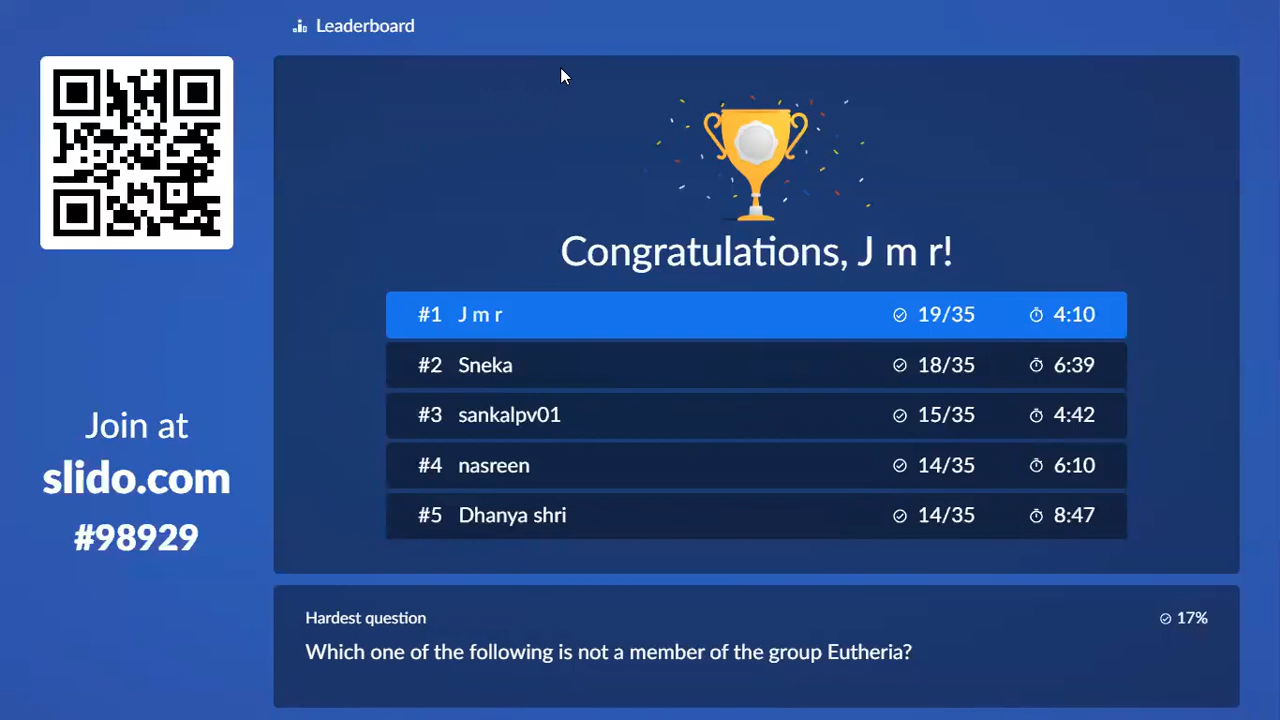 Leaderboard
Congratulations, J m r!
#1 J m r 19/35 4:10
#2 Sneka 18/35 6:39
#3 sankalpv01 15/35 4:42
#4 nasreen 14/35 6:10
#5 Dhanya shri 14/35 8:47
Join at
slido.com
#98929
Hardest question 17%
Which one of the following is not a member of the group Eutheria?